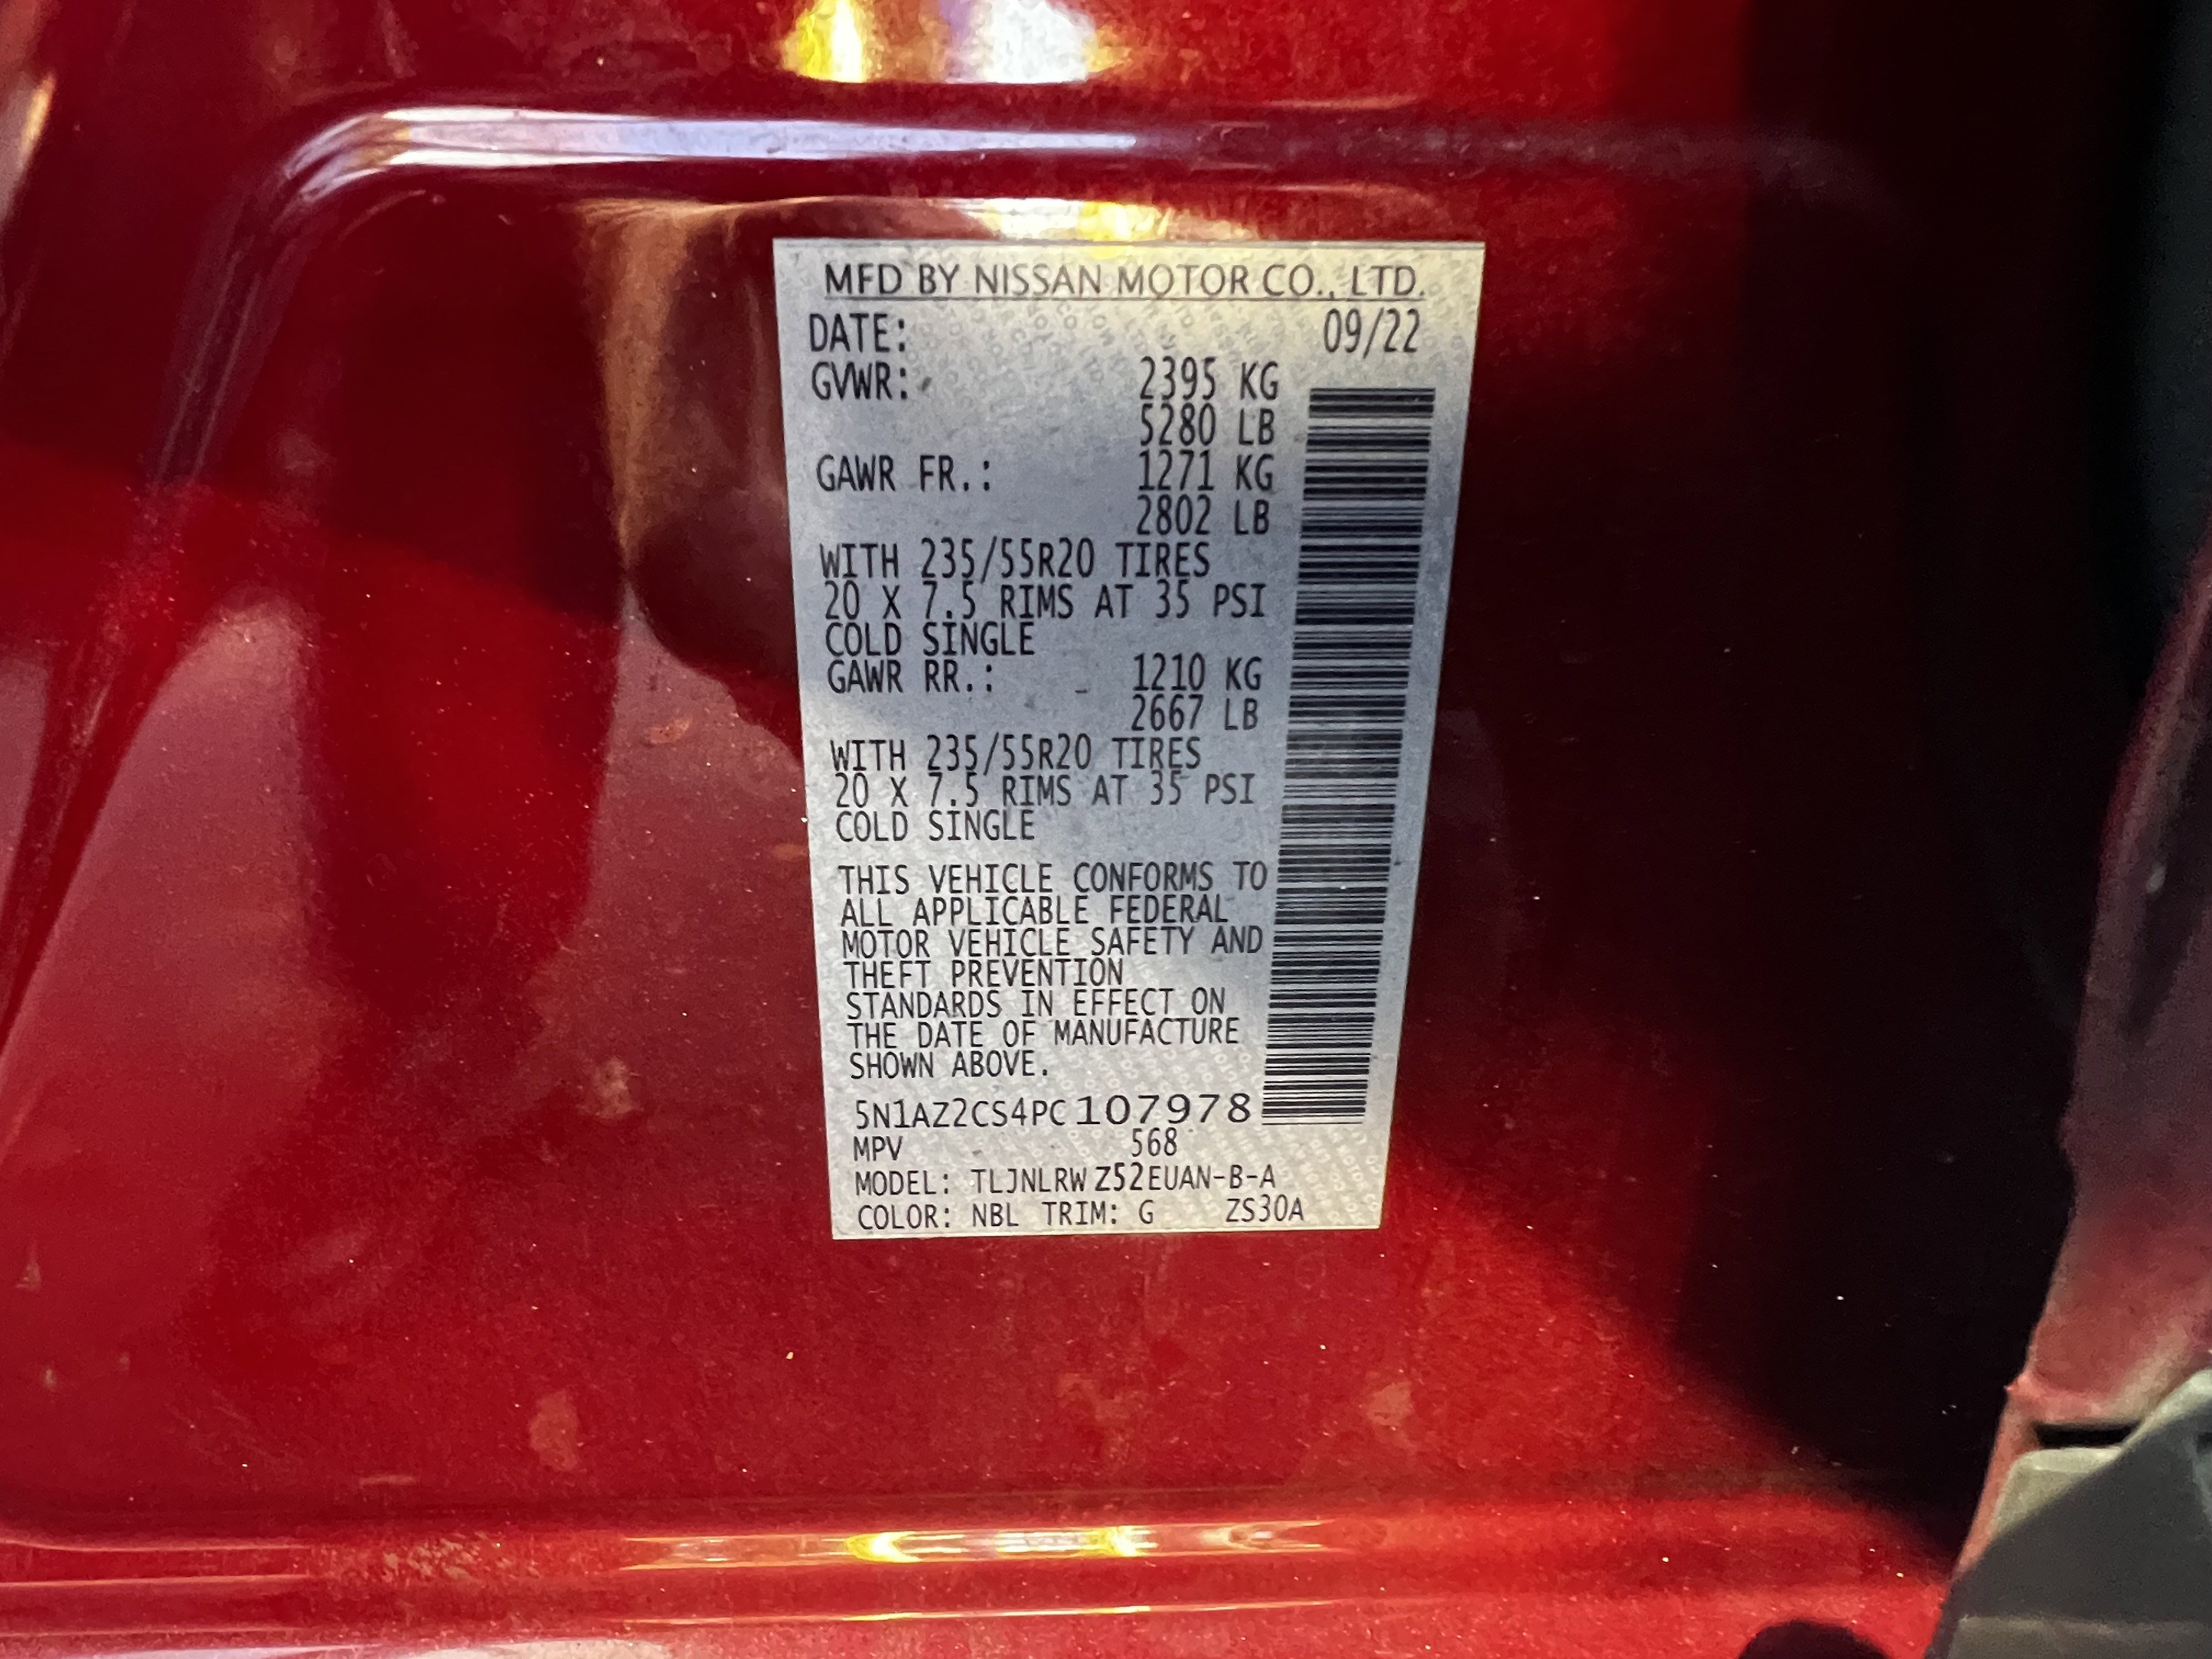 MFD BY NISSAN MOTOR CO., LTD.
DATE: 09/22
GVWR: 2395 KG
5280 LB
GAWR FR.: 1271 KG
2802 LB
WITH 235/55R20 TIRES
20 X 7.5 RIMS AT 35 PSI
COLD SINGLE
GAWR RR.: 1210 KG
2667 LB
WITH 235/55R20 TIRES
20 X 7.5 RIMS AT 35 PSI
COLD SINGLE
THIS VEHICLE CONFORMS TO
ALL APPLICABLE FEDERAL
MOTOR VEHICLE SAFETY AND
THEFT PREVENTION
STANDARDS IN EFFECT ON
THE DATE OF MANUFACTURE
SHOWN ABOVE.
5N1AZ2CS4PC107978
MPV 568
MODEL: TLJNLRW Z52EUAN-B-A
COLOR: NBL TRIM: G ZS30A